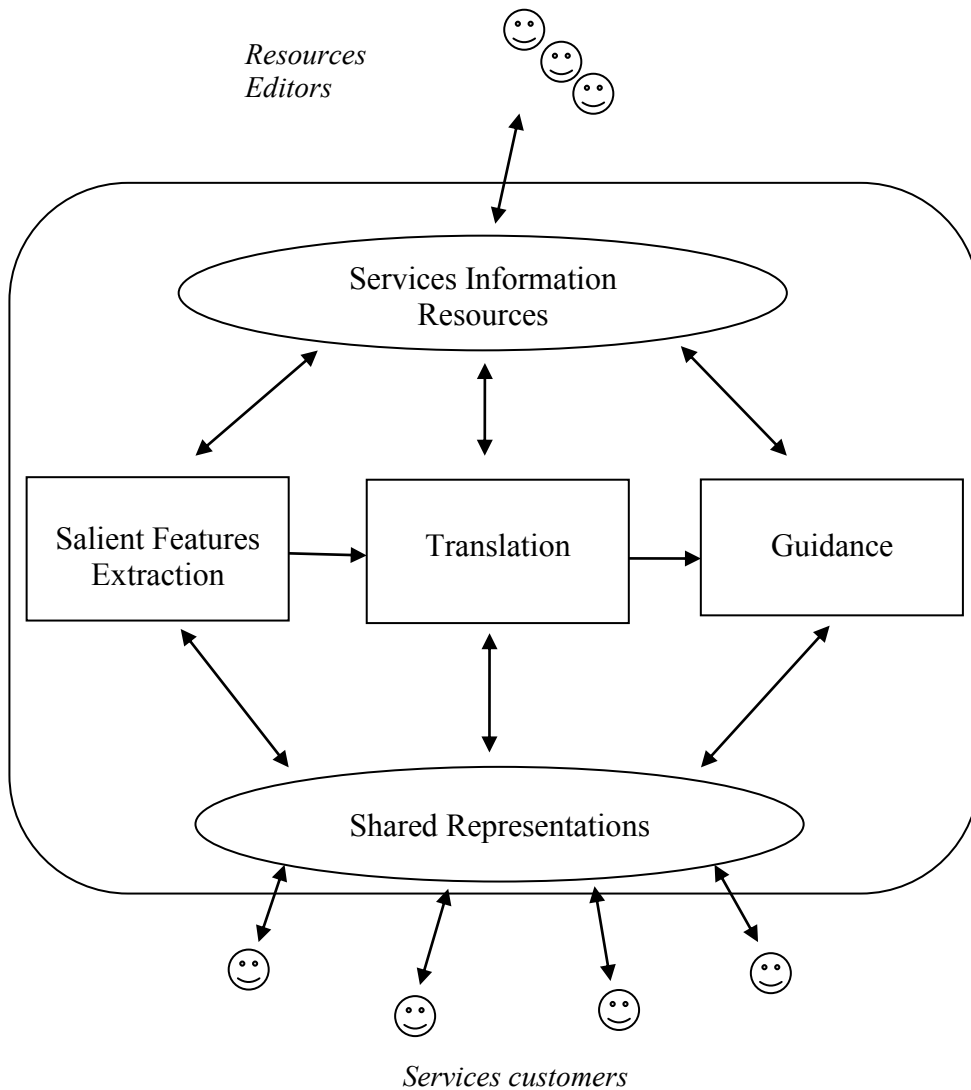 Resources
Editors
Services Information
Resources
Salient Features
Extraction
Translation
Guidance
Shared Representations
Services customers